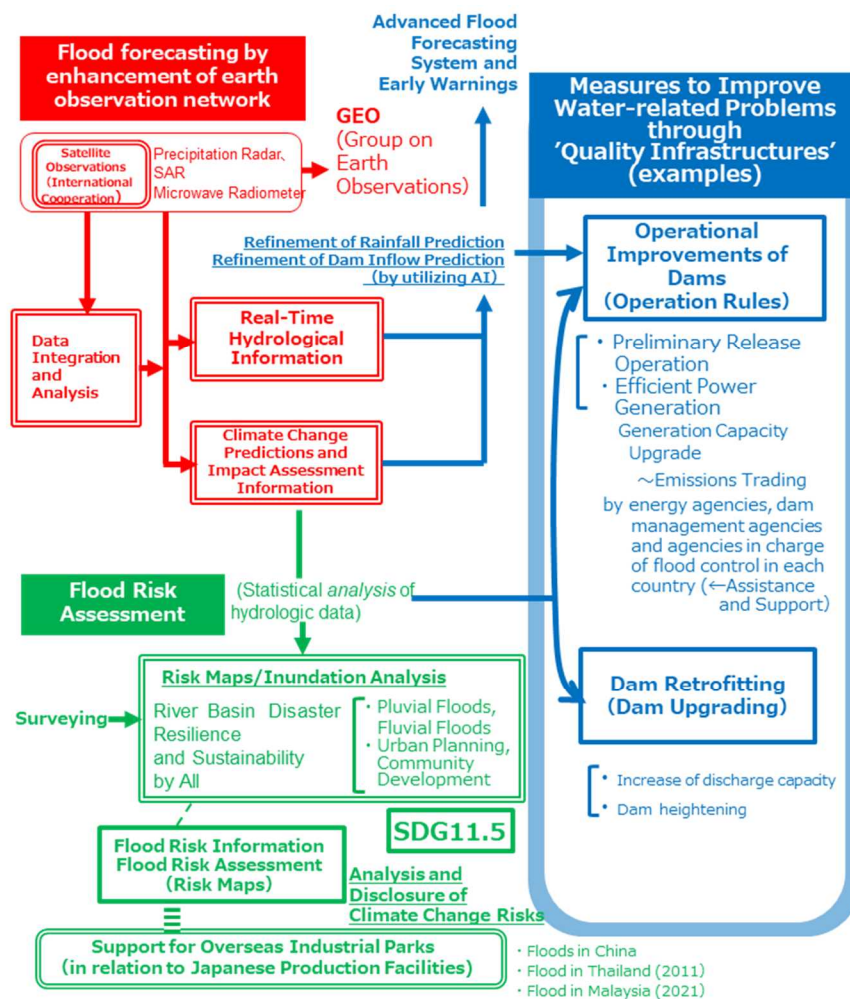 Flood forecasting by
enhancement of earth
observation network
Satellite
Observations
(International
Cooperation)
Precipitation Radar、
SAR
Microwave Radiometer
GEO
(Group on
Earth
Observations)
Advanced Flood
Forecasting
System and
Early Warnings
Refinement of Rainfall Prediction
Refinement of Dam Inflow Prediction
(by utilizing AI)
Data
Integration
and
Analysis
Real-Time
Hydrological
Information
Climate Change
Predictions and
Impact Assessment
Information
Measures to Improve
Water-related Problems
through
’Quality Infrastructures’
(examples)
Operational
Improvements of
Dams
(Operation Rules)
・Preliminary Release
Operation
・Efficient Power
Generation
Generation Capacity
Upgrade
～Emissions Trading
by energy agencies, dam
management agencies
and agencies in charge
of flood control in each
country (←Assistance
and Support)
Dam Retrofitting
(Dam Upgrading)
・Increase of discharge capacity
・Dam heightening
Flood Risk
Assessment
(Statistical analysis of
hydrologic data)
Surveying
Risk Maps/Inundation Analysis
River Basin Disaster
Resilience
and Sustainability
by All
・Pluvial Floods,
Fluvial Floods
・Urban Planning,
Community
Development
SDG11.5
Flood Risk Information
Flood Risk Assessment
(Risk Maps)
Analysis and
Disclosure of
Climate Change Risks
Support for Overseas Industrial Parks
(in relation to Japanese Production Facilities)
・Floods in China
・Flood in Thailand (2011)
・Flood in Malaysia (2021)